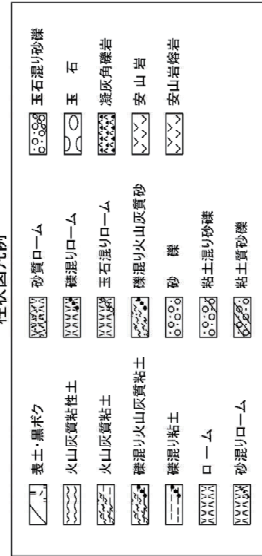 柱状図凡例
表土・黒ボク
火山灰質粘性土
火山灰質粘土
礫混り火山灰質粘土
礫混り粘土
ローム
砂混りローム
砂質ローム
礫混りローム
玉石混りローム
礫混り火山灰質砂
砂 礫
粘土混り砂礫
粘土質砂礫
玉石混り砂礫
玉 石
凝灰角礫岩
安 山 岩
安山岩熔岩